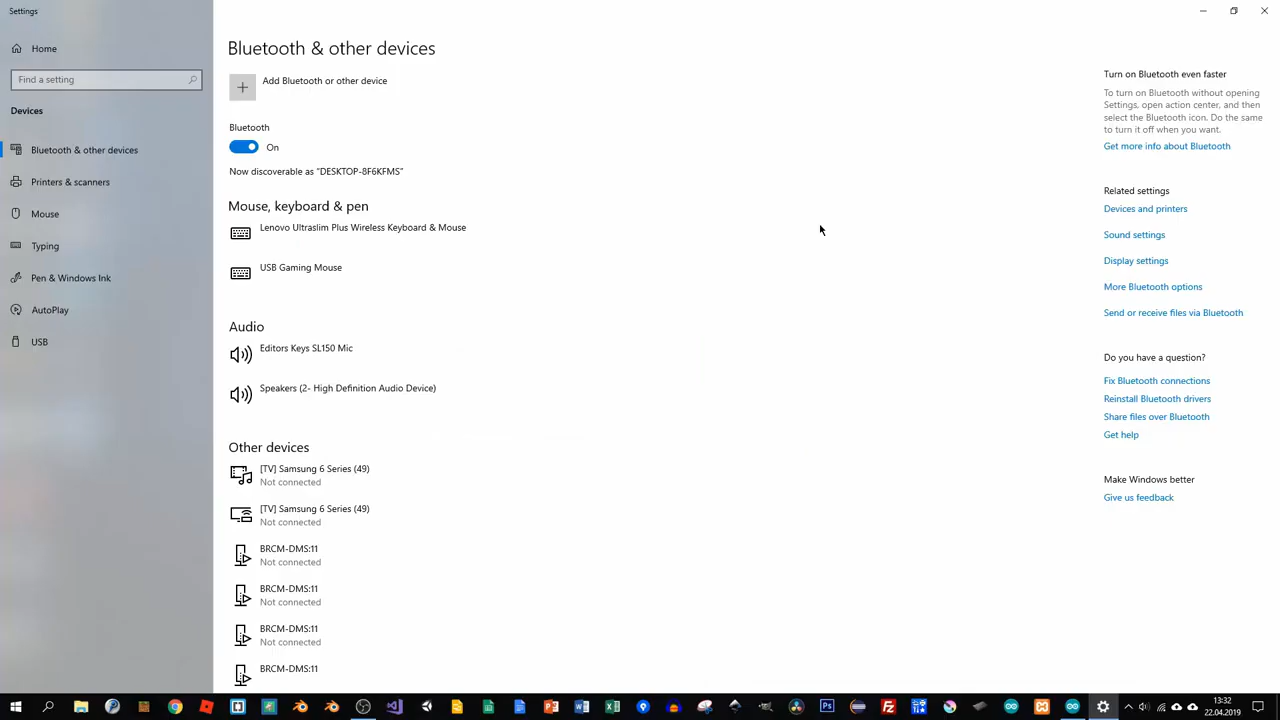 Settings
Home
Find a setting
Devices
Bluetooth & other devices
Printers & scanners
Mouse
Typing
Pen & Windows Ink
AutoPlay
USB
Bluetooth & other devices
Add Bluetooth or other device
Bluetooth
On
Now discoverable as "DESKTOP-8F6KFMS"
Mouse, keyboard & pen
Lenovo Ultraslim Plus Wireless Keyboard & Mouse
USB Gaming Mouse
Audio
Editors Keys SL150 Mic
Speakers (2- High Definition Audio Device)
Other devices
[TV] Samsung 6 Series (49)
Not connected
[TV] Samsung 6 Series (49)
Not connected
BRCM-DMS:11
Not connected
BRCM-DMS:11
Not connected
BRCM-DMS:11
Not connected
BRCM-DMS:11
Turn on Bluetooth even faster
To turn on Bluetooth without opening
Settings, open action center, and then
select the Bluetooth icon. Do the same
to turn it off when you want.
Get more info about Bluetooth
Related settings
Devices and printers
Sound settings
Display settings
More Bluetooth options
Send or receive files via Bluetooth
Do you have a question?
Fix Bluetooth connections
Reinstall Bluetooth drivers
Share files over Bluetooth
Get help
Make Windows better
Give us feedback
13:32
22.04.2019